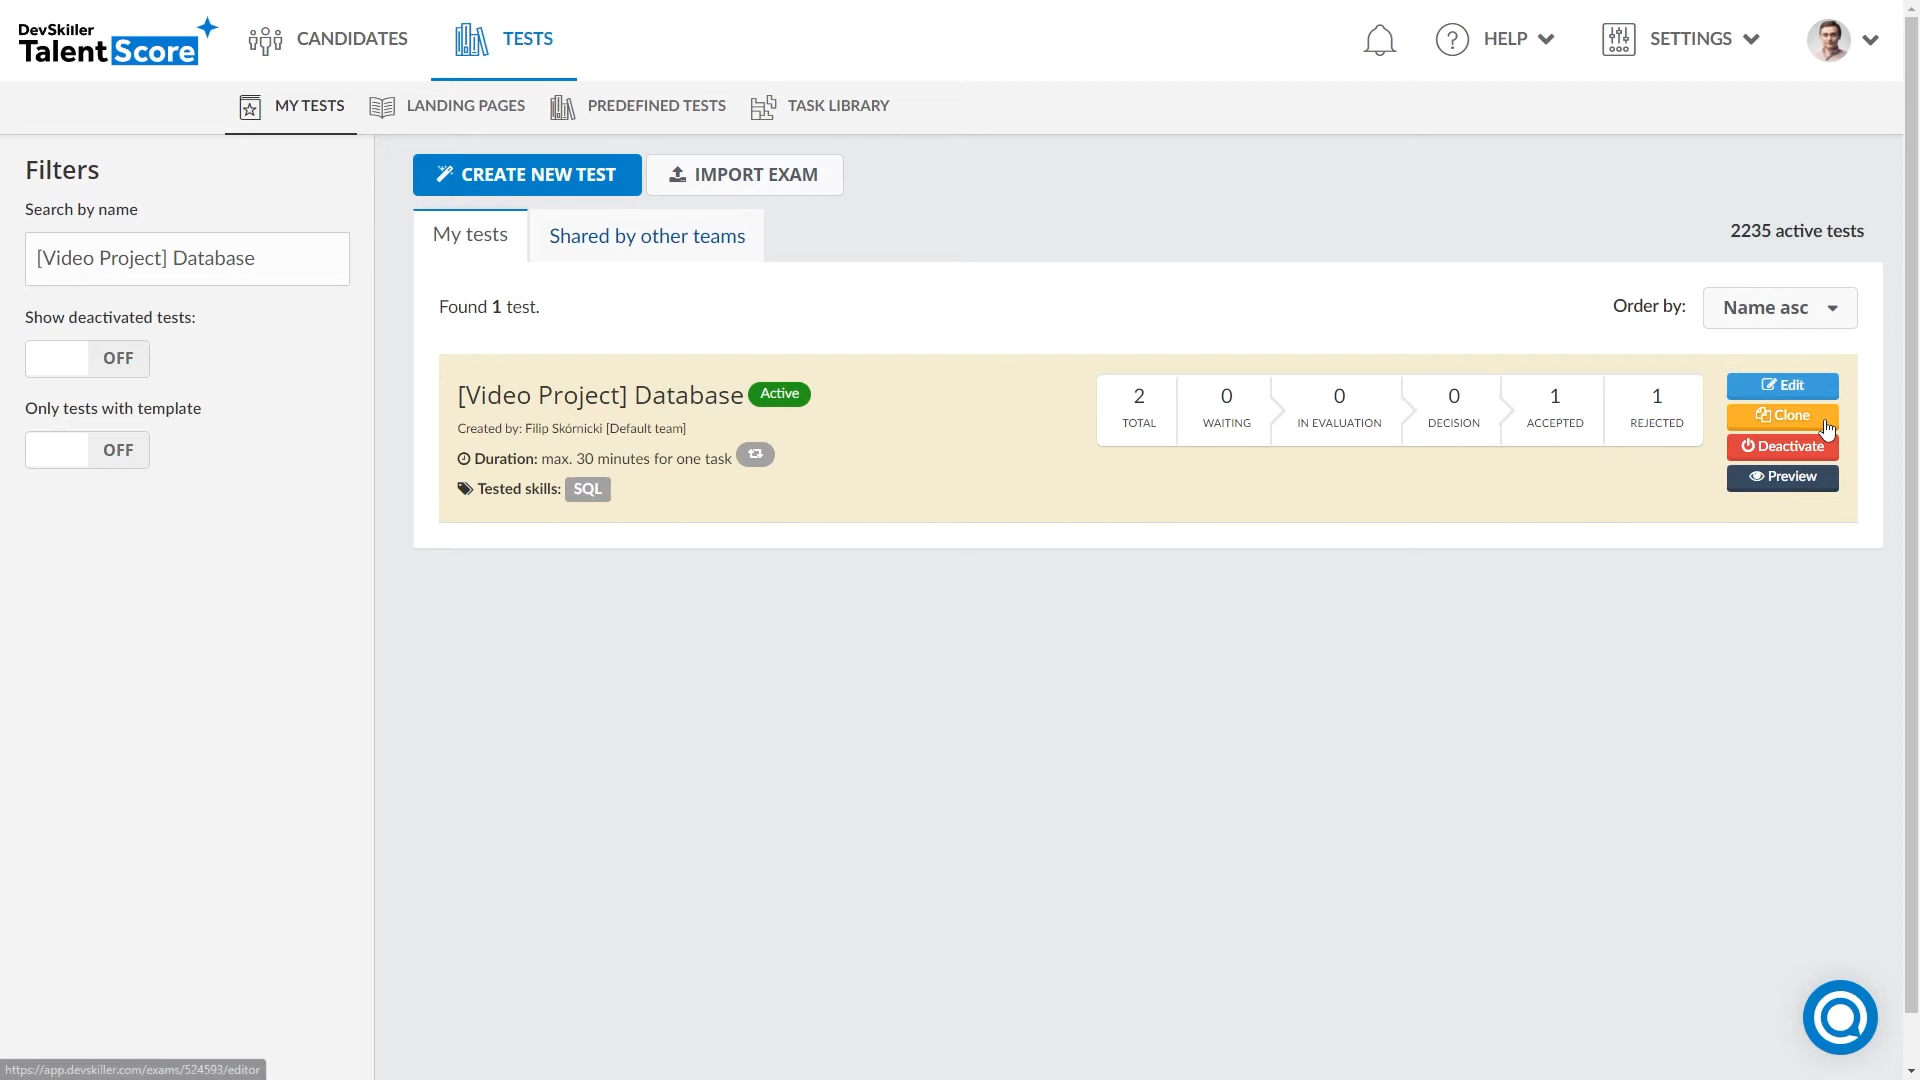 DevSkiller
TalentScore
CANDIDATES
TESTS
HELP
SETTINGS
MY TESTS
LANDING PAGES
PREDEFINED TESTS
TASK LIBRARY
Filters
Search by name
[Video Project] Database
Show deactivated tests:
OFF
Only tests with template
OFF
CREATE NEW TEST
IMPORT EXAM
My tests
Shared by other teams
2235 active tests
Found 1 test.
Order by:
Name asc
[Video Project] Database
Active
Created by: Filip Skórnicki [Default team]
Duration: max. 30 minutes for one task
Tested skills: SQL
2
TOTAL
0
WAITING
0
IN EVALUATION
0
DECISION
1
ACCEPTED
1
REJECTED
Edit
Clone
Deactivate
Preview
https://app.devskiller.com/exams/524593/editor